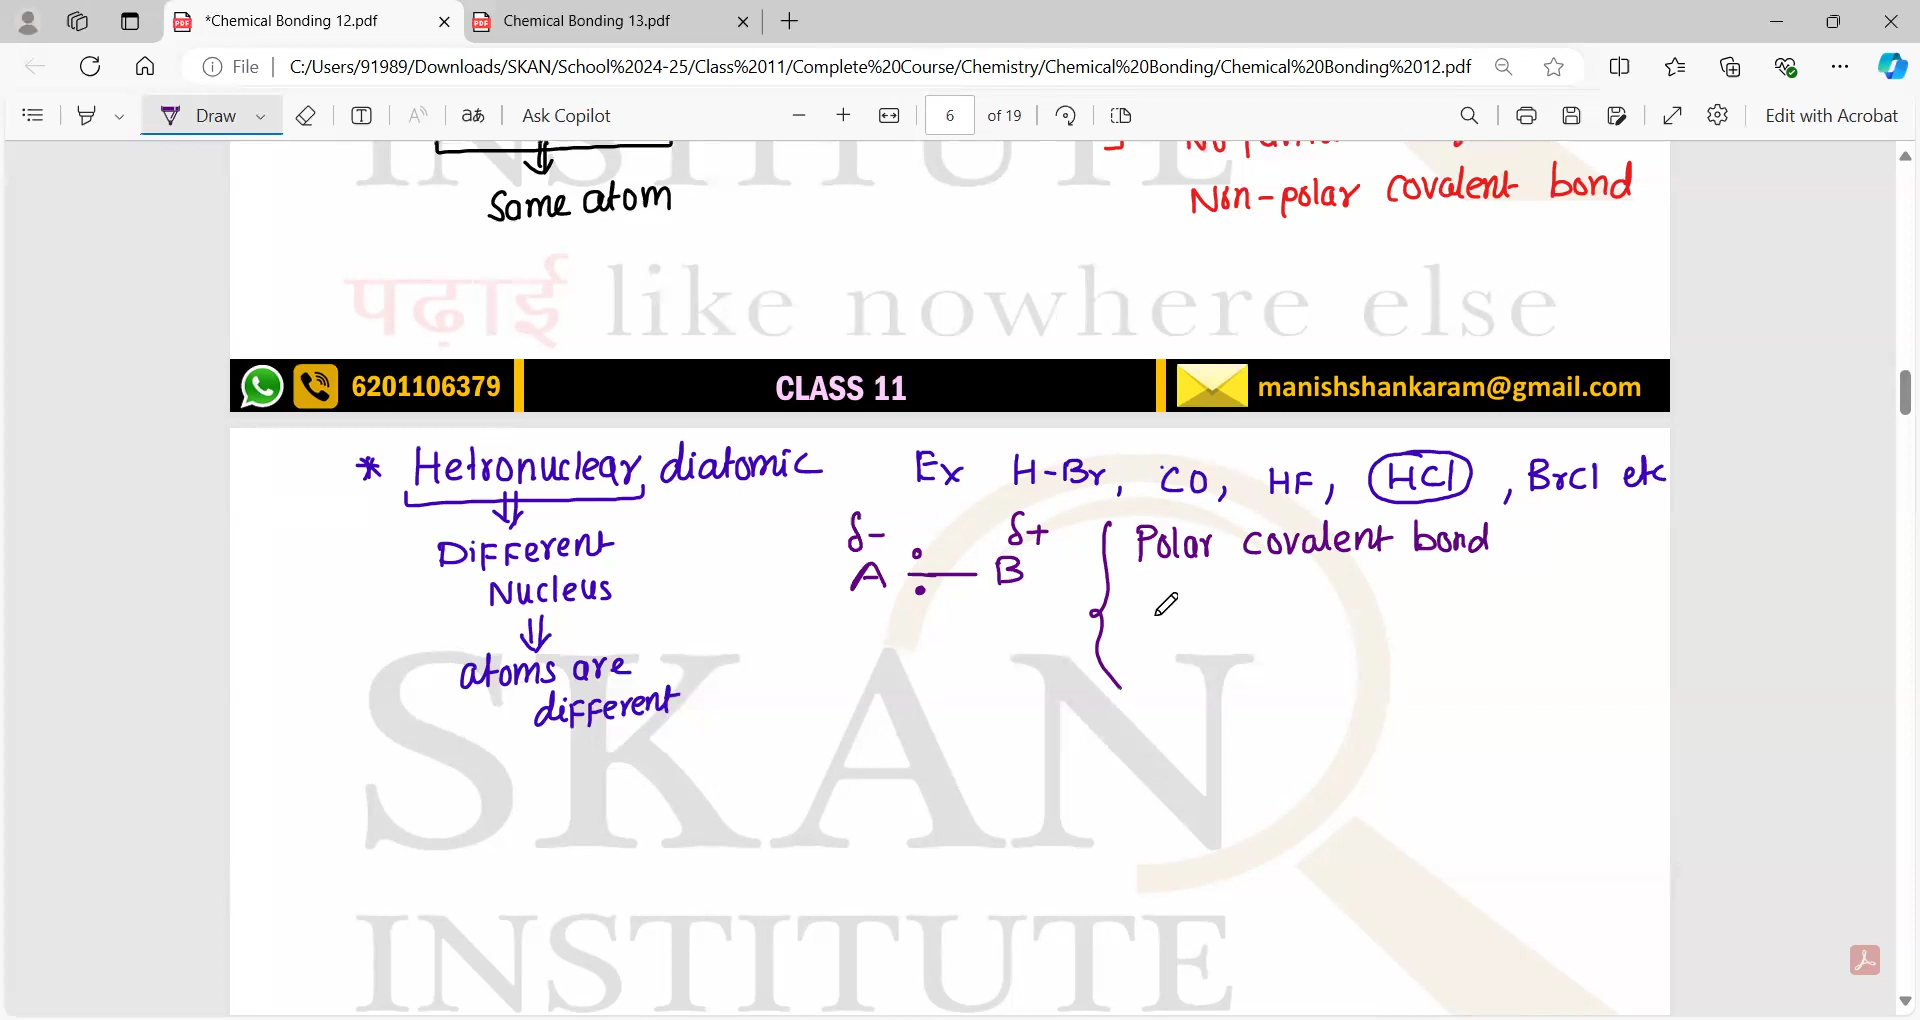 *Chemical Bonding 12.pdf
Chemical Bonding 13.pdf
File
C:/Users/91989/Downloads/SKAN/School%2024-25/Class%2011/Complete%20Course/Chemistry/Chemical%20Bonding/Chemical%20Bonding%2012.pdf
Draw
aあ
Ask Copilot
6 of 19
Edit with Acrobat
INSTITUTE
Same atom
Non-polar covalent bond
पढ़ाई like nowhere else
6201106379
CLASS 11
manishshankaram@gmail.com
* Hetronuclear diatomic
Ex H-Br, CO, HF, HCl, BrCl etc
Different
Nucleus
⇓
atoms are
different
δ- δ+
A — B
Polar covalent bond
SKAN
INSTITUTE